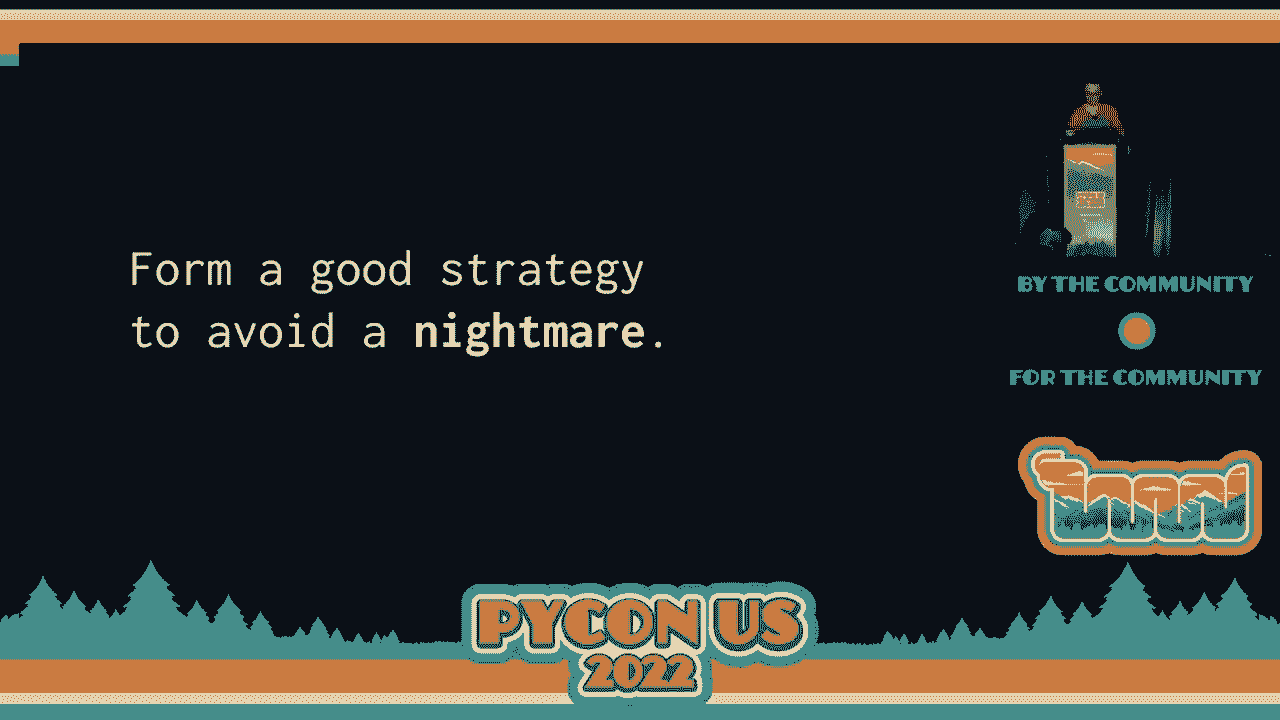 Form a good strategy
to avoid a nightmare.
BY THE COMMUNITY
FOR THE COMMUNITY
PYCON US
2022